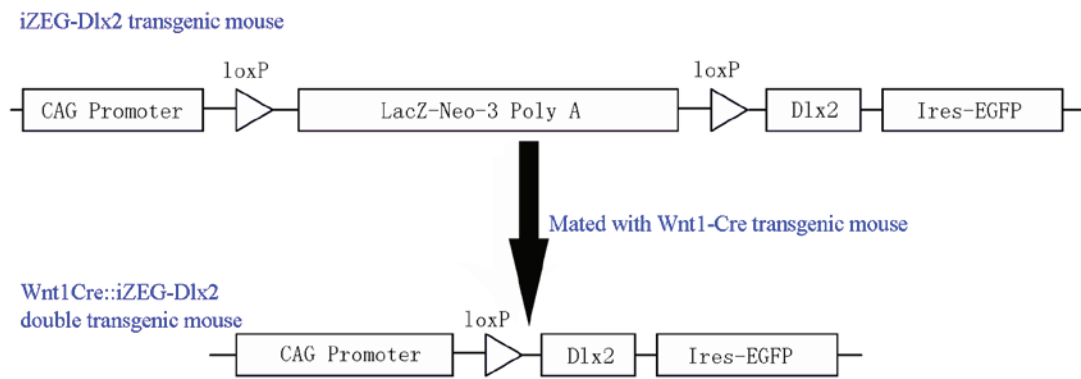 iZEG-Dlx2 transgenic mouse
loxP loxP
CAG Promoter LacZ-Neo-3 Poly A Dlx2 Ires-EGFP
Mated with Wnt1-Cre transgenic mouse
Wnt1Cre::iZEG-Dlx2
double transgenic mouse
loxP
CAG Promoter Dlx2 Ires-EGFP